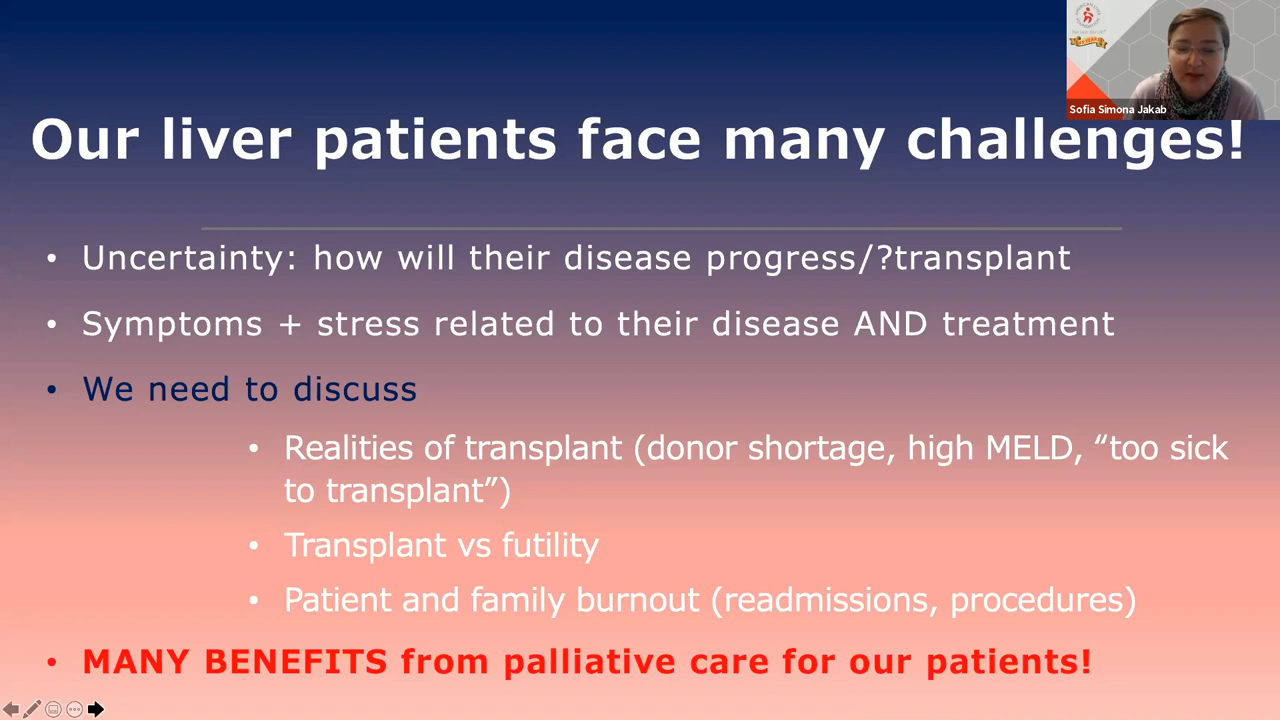 Our liver patients face many challenges!
Sofia Simona Jakab
• Uncertainty: how will their disease progress/?transplant
• Symptoms + stress related to their disease AND treatment
• We need to discuss
• Realities of transplant (donor shortage, high MELD, “too sick
to transplant”)
• Transplant vs futility
• Patient and family burnout (readmissions, procedures)
• MANY BENEFITS from palliative care for our patients!